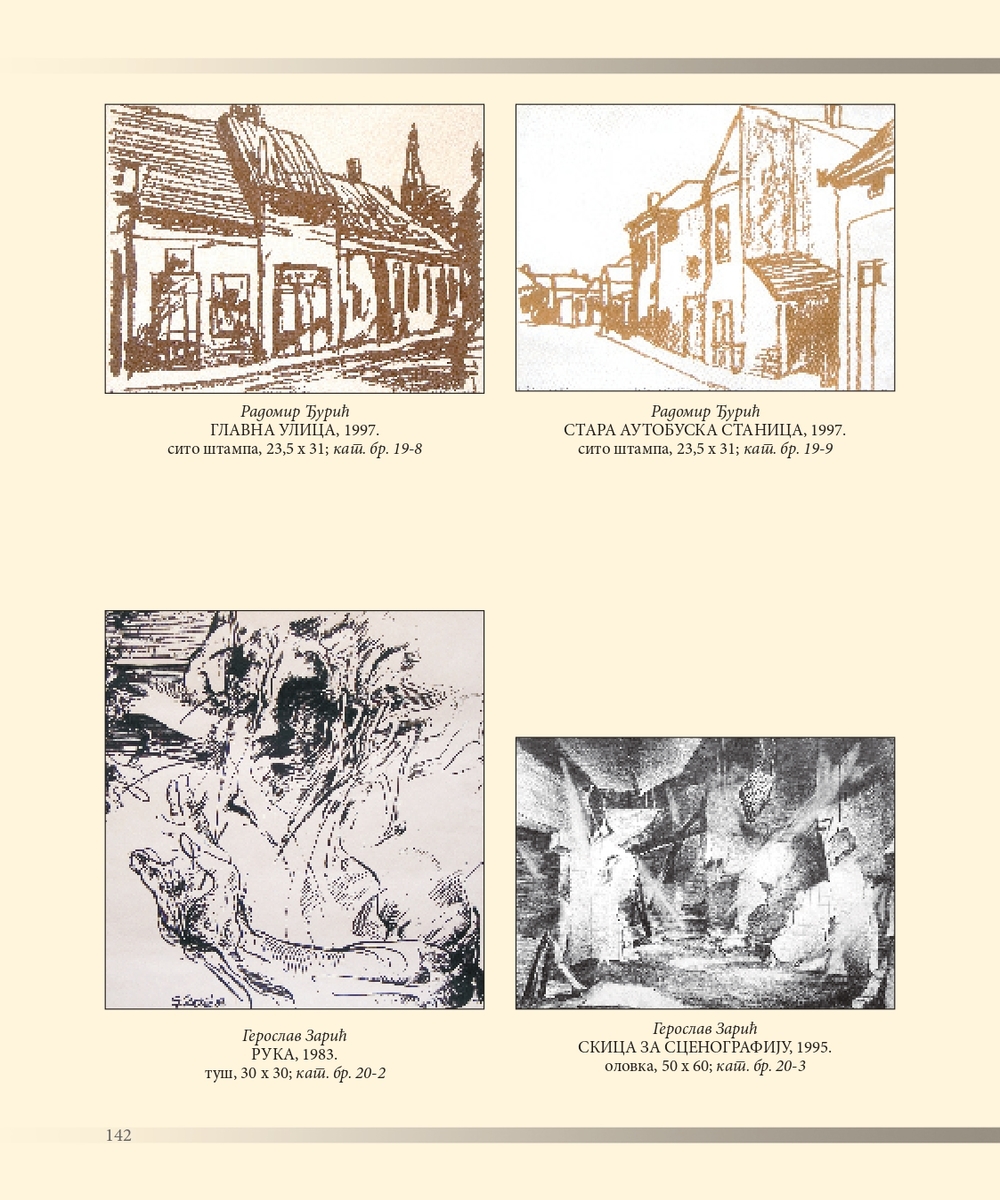 Радомир Ђурић
ГЛАВНА УЛИЦА, 1997.
сито штампа, 23,5 x 31; кат. бр. 19-8
Радомир Ђурић
СТАРА АУТОБУСКА СТАНИЦА, 1997.
сито штампа, 23,5 x 31; кат. бр. 19-9
Герослав Зарић
РУКА, 1983.
туш, 30 x 30; кат. бр. 20-2
Герослав Зарић
СКИЦА ЗА СЦЕНОГРАФИЈУ, 1995.
оловка, 50 x 60; кат. бр. 20-3
142